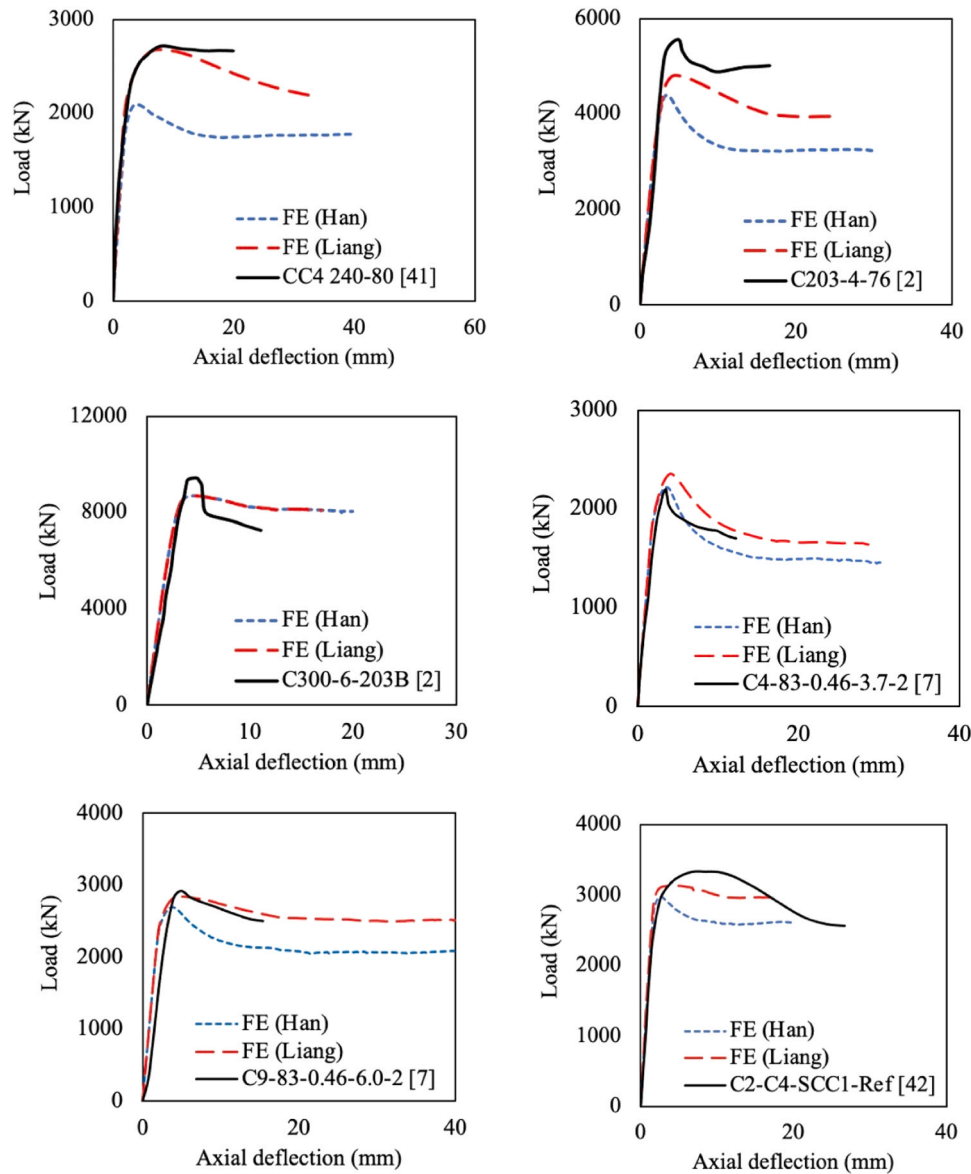 3000
2000
1000
0
Load (kN)
FE (Han)
FE (Liang)
CC4 240-80 [41]
0 20 40 60
Axial deflection (mm)
6000
4000
2000
0
Load (kN)
FE (Han)
FE (Liang)
C203-4-76 [2]
0 20 40
Axial deflection (mm)
12000
8000
4000
0
Load (kN)
FE (Han)
FE (Liang)
C300-6-203B [2]
0 10 20 30
Axial deflection (mm)
3000
2000
1000
0
Load (kN)
FE (Han)
FE (Liang)
C4-83-0.46-3.7-2 [7]
0 20 40
Axial deflection (mm)
4000
3000
2000
1000
0
Load (kN)
FE (Han)
FE (Liang)
C9-83-0.46-6.0-2 [7]
0 20 40
Axial deflection (mm)
4000
3000
2000
1000
0
Load (kN)
FE (Han)
FE (Liang)
C2-C4-SCC1-Ref [42]
0 20 40
Axial deflection (mm)